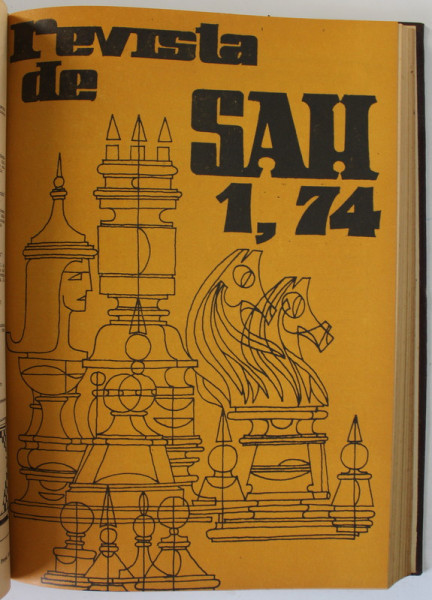 revista
de
SAH
1, 74